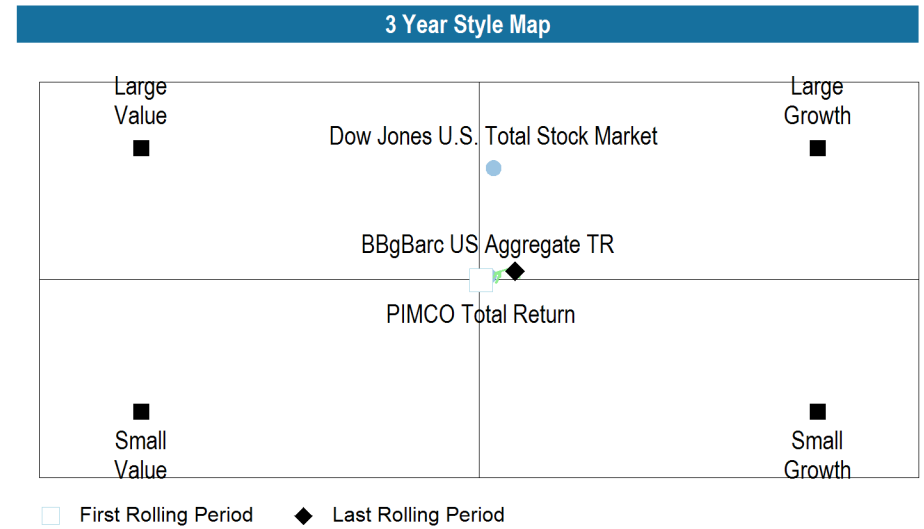 3 Year Style Map
Large
Value
Large
Growth
Dow Jones U.S. Total Stock Market
BBgBarc US Aggregate TR
PIMCO Total Return
Small
Value
Small
Growth
First Rolling Period
Last Rolling Period